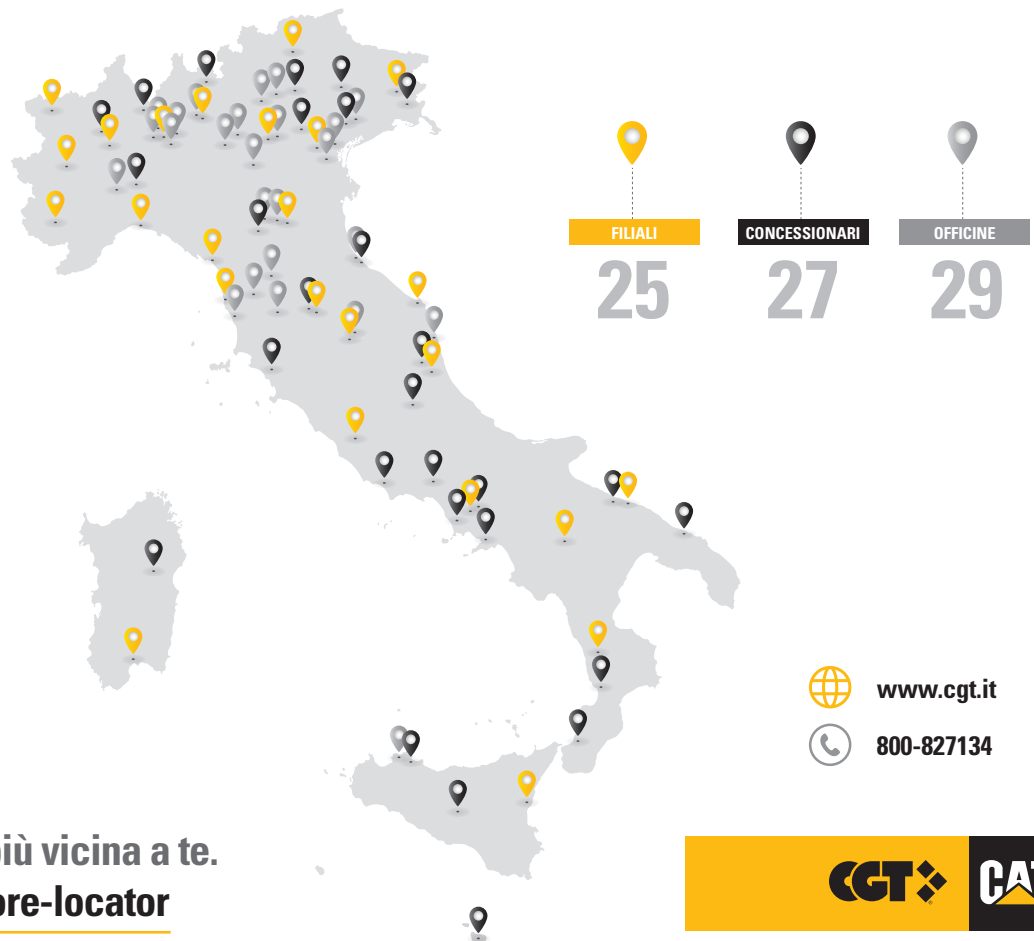 FILIALI
25
CONCESSIONARI
27
OFFICINE
29
www.cgt.it
800-827134
più vicina a te.
ore-locator
CGT
CAT